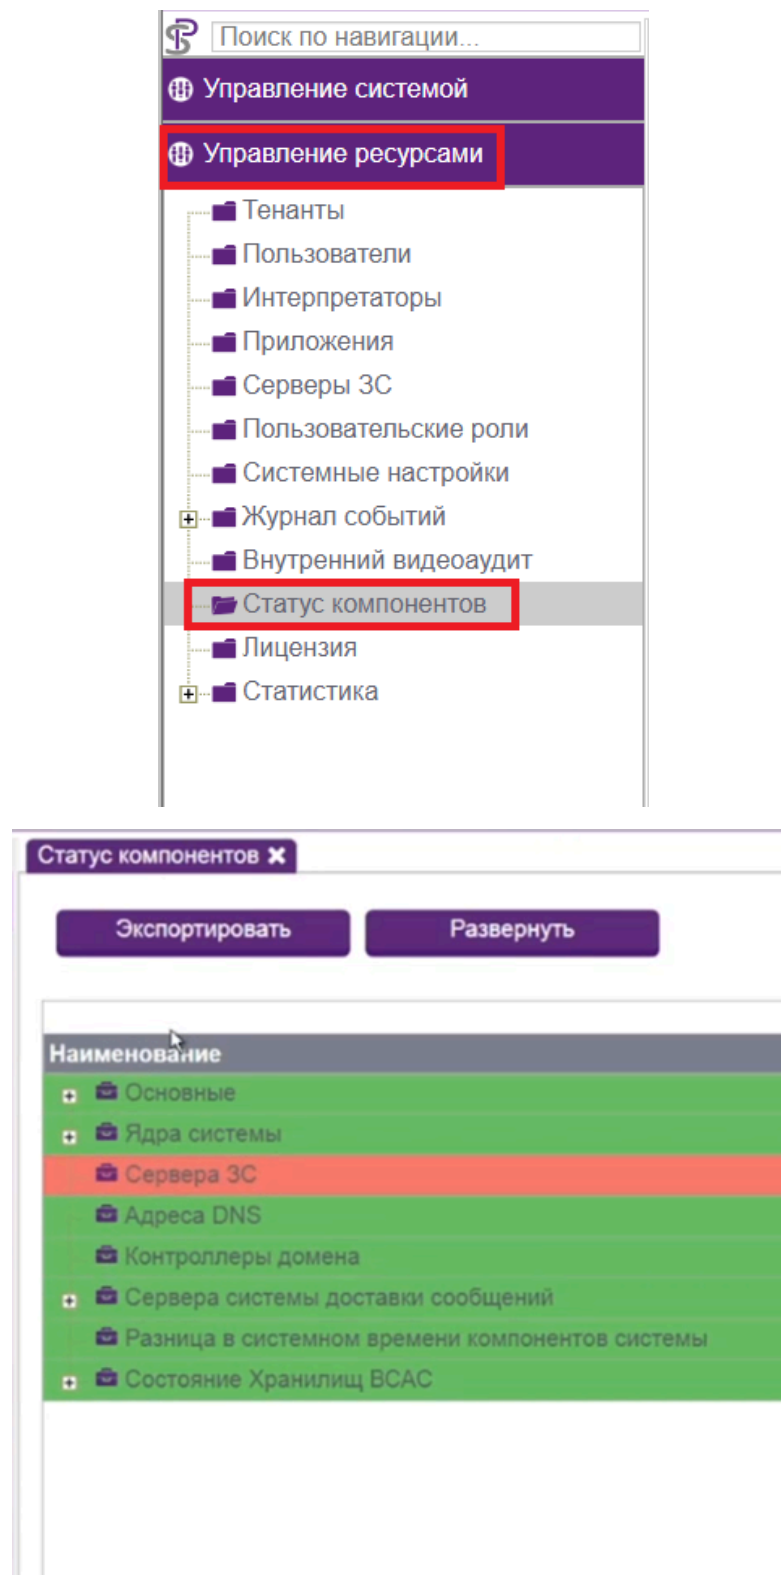 Поиск по навигации...
Управление системой
Управление ресурсами
Тенанты
Пользователи
Интерпретаторы
Приложения
Серверы ЗС
Пользовательские роли
Системные настройки
Журнал событий
Внутренний видеоаудит
Статус компонентов
Лицензия
Статистика
Статус компонентов
Экспортировать Развернуть
Наименование
Основные
Ядра системы
Сервера ЗС
Адреса DNS
Контроллеры домена
Сервера системы доставки сообщений
Разница в системном времени компонентов системы
Состояние Хранилищ ВСАС